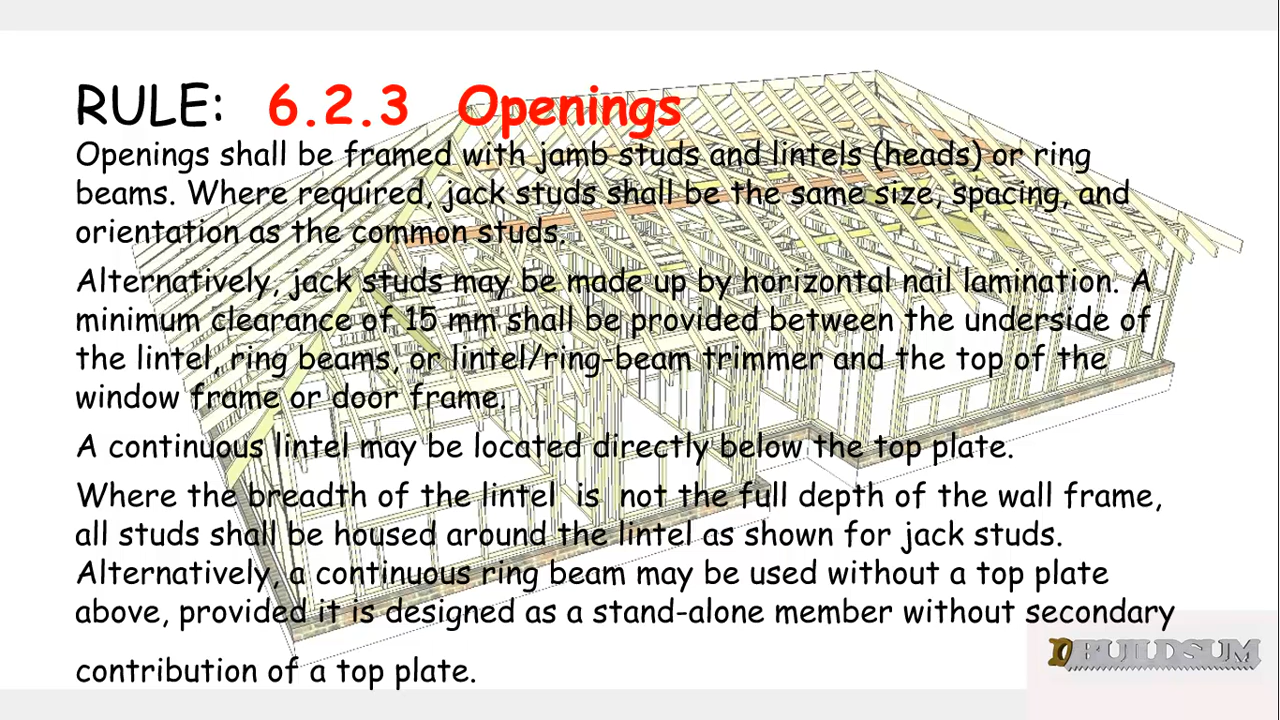 RULE: 6.2.3 Openings
Openings shall be framed with jamb studs and lintels (heads) or ring
beams. Where required, jack studs shall be the same size, spacing, and
orientation as the common studs.
Alternatively, jack studs may be made up by horizontal nail lamination. A
minimum clearance of 15 mm shall be provided between the underside of
the lintel, ring beams, or lintel/ring-beam trimmer and the top of the
window frame or door frame.
A continuous lintel may be located directly below the top plate.
Where the breadth of the lintel is not the full depth of the wall frame,
all studs shall be housed around the lintel as shown for jack studs.
Alternatively, a continuous ring beam may be used without a top plate
above, provided it is designed as a stand-alone member without secondary
contribution of a top plate.
BUILDSUM